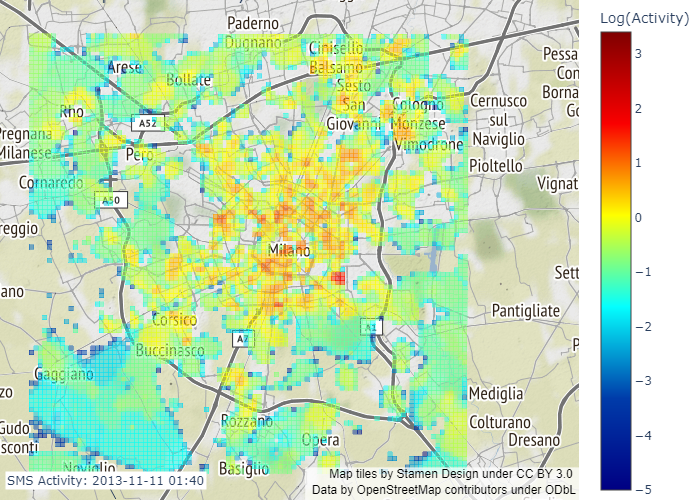 Paderno
Dugnano
Cinisello
Balsamo
Arese
Bollate
Sesto
San
Giovanni
Rho
A52
Cologno
Monzese
Cernusco
sul
Naviglio
Pessa
Con
Borna
Go
Pregnana
Milanese
Pero
Vimodrone
Pioltello
Cornaredo
A50
Vignat
reggio
Milano
Sett
ano
Pantigliate
Corsico
A7
A1
P
Buccinasco
Gaggiano
zo
Mediglia
Rozzano
Colturano
Gudo
sconti
Opera
Dresano
Noviglio
Basiglio
SMS Activity: 2013-11-11 01:40
Map tiles by Stamen Design under CC BY 3.0
Data by OpenStreetMap contributors under ODbL
Log(Activity)
3
2
1
0
−1
−2
−3
−4
−5